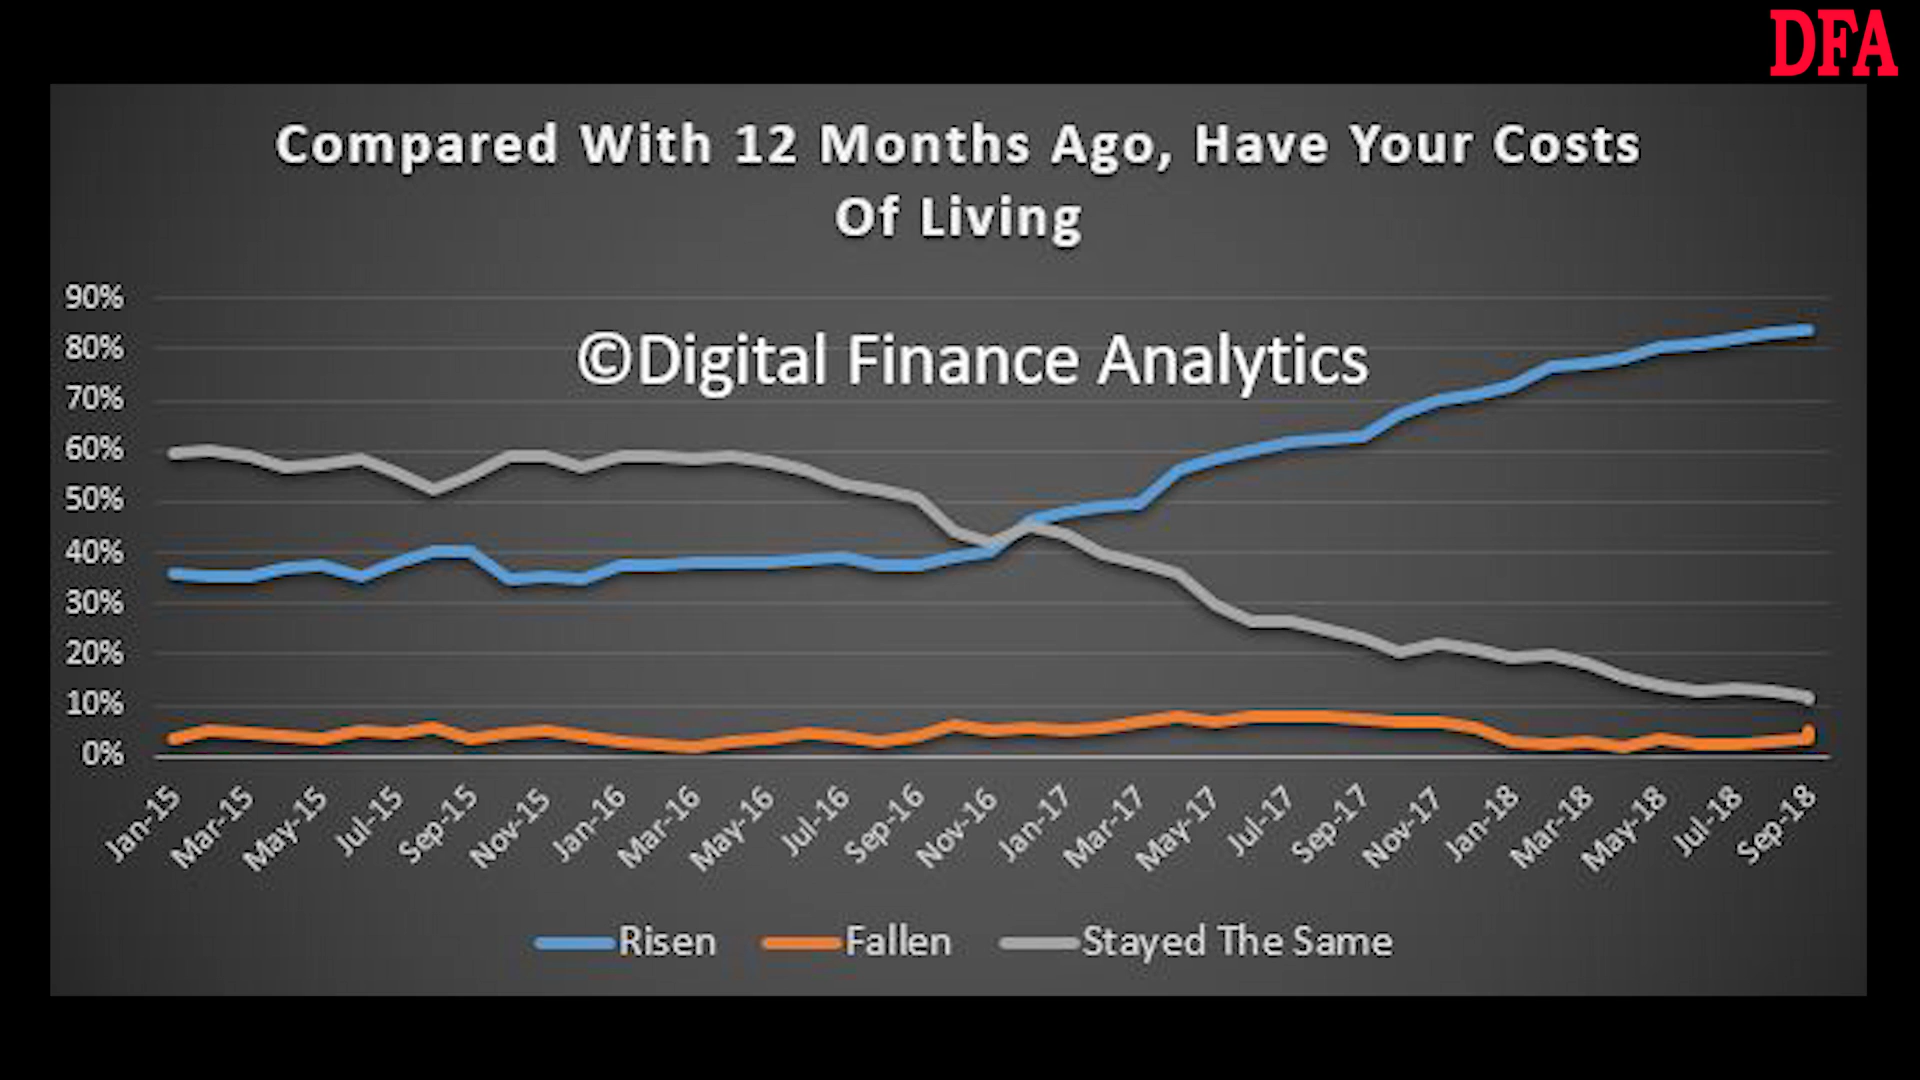 DFA
Compared With 12 Months Ago, Have Your Costs
Of Living
©Digital Finance Analytics
90%
80%
70%
60%
50%
40%
30%
20%
10%
0%
Jan-15
Mar-15
May-15
Jul-15
Sep-15
Nov-15
Jan-16
Mar-16
May-16
Jul-16
Sep-16
Nov-16
Jan-17
Mar-17
May-17
Jul-17
Sep-17
Nov-17
Jan-18
Mar-18
May-18
Jul-18
Sep-18
Risen
Fallen
Stayed The Same